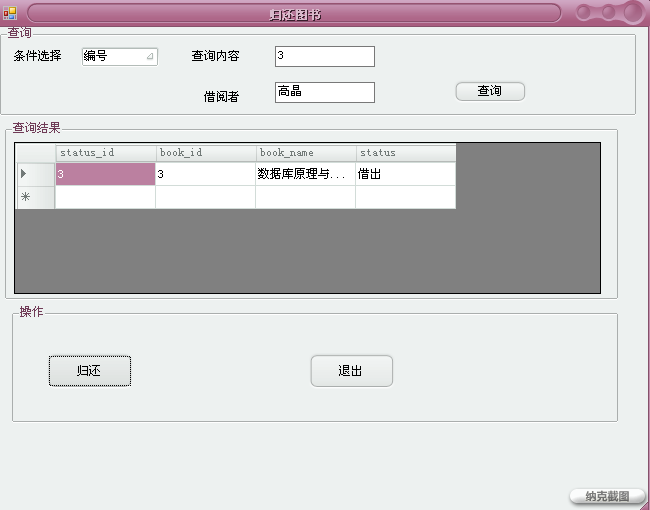 归还图书
查询
条件选择 编号 查询内容 3
借阅者 高晶 查询
查询结果
status_id book_id book_name status
3 3 数据库原理与... 借出
操作
归还 退出
纳克截图